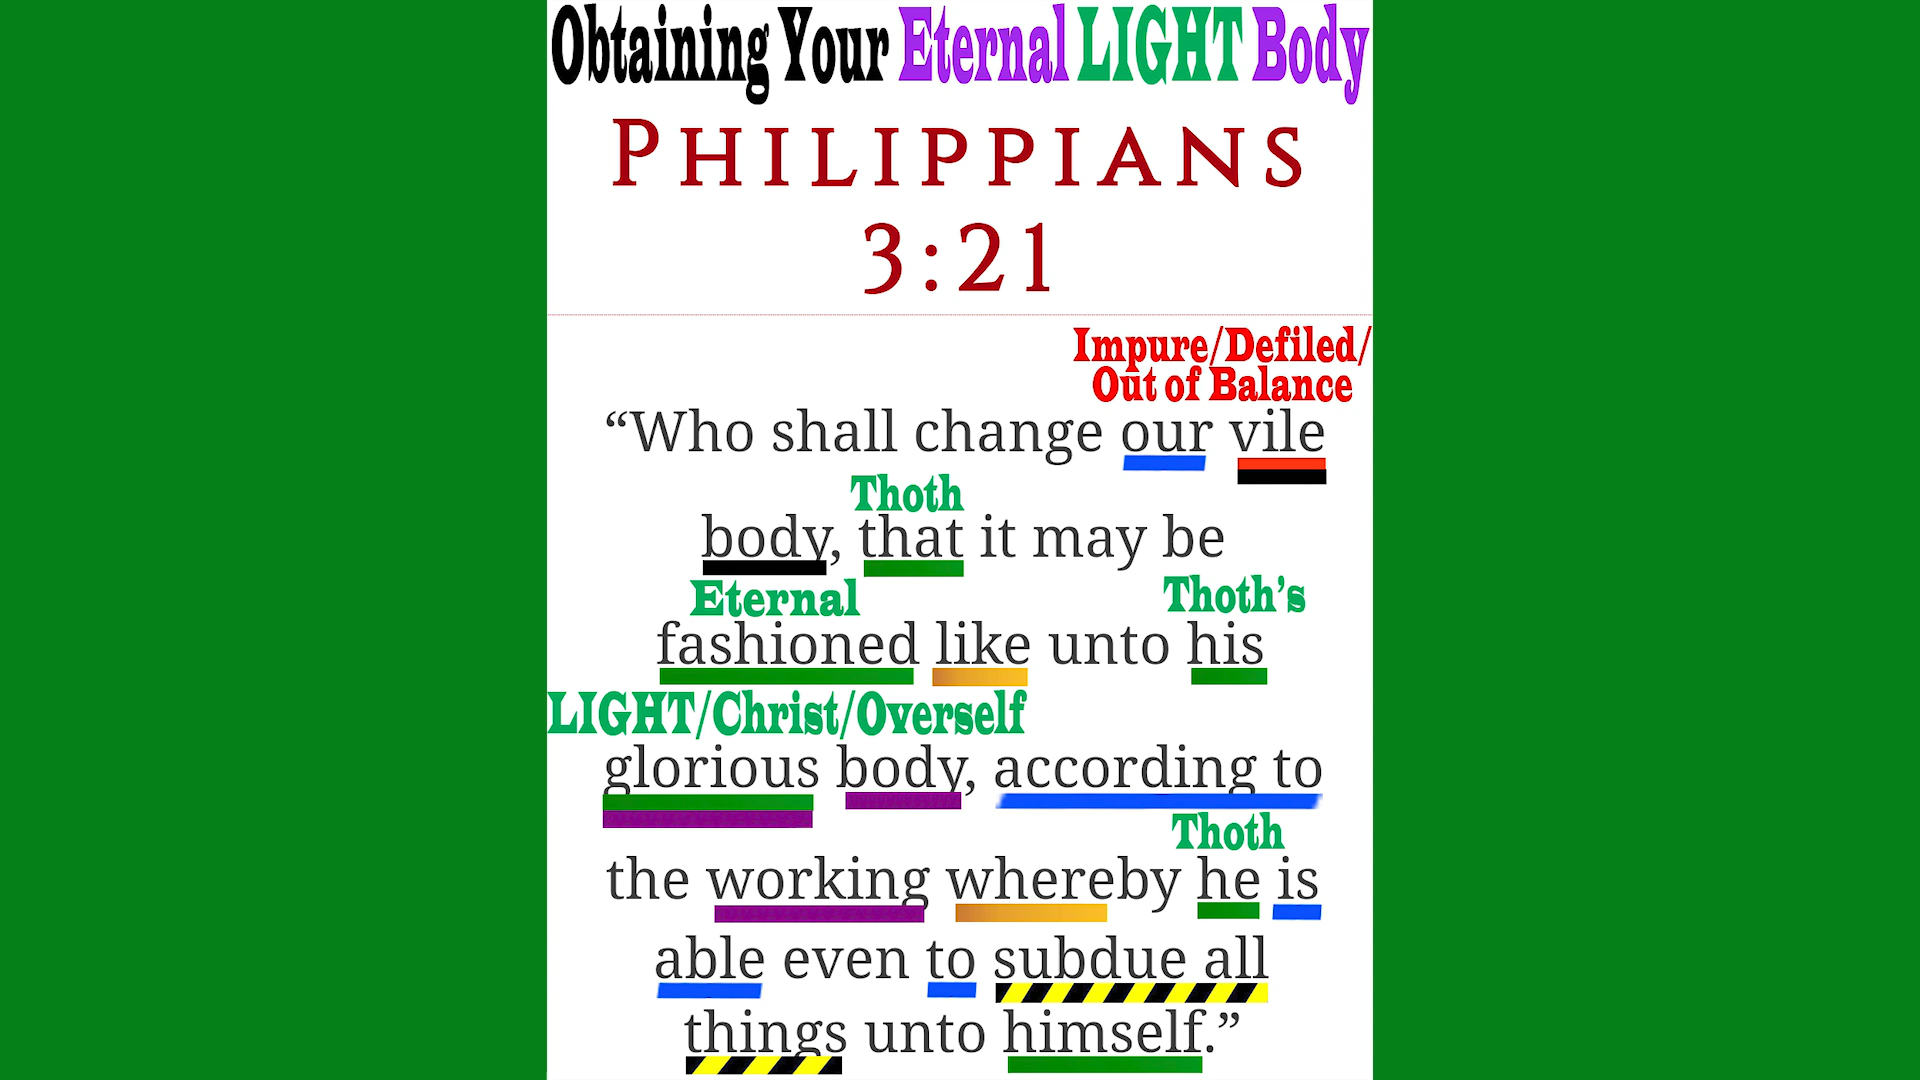 Obtaining Your Eternal LIGHT Body
PHILIPPIANS
3:21
Impure/Defiled/
Out of Balance
“Who shall change our vile
Thoth
body, that it may be
Eternal Thoth’s
fashioned like unto his
LIGHT/Christ/Overself
glorious body, according to
Thoth
the working whereby he is
able even to subdue all
things unto himself.”